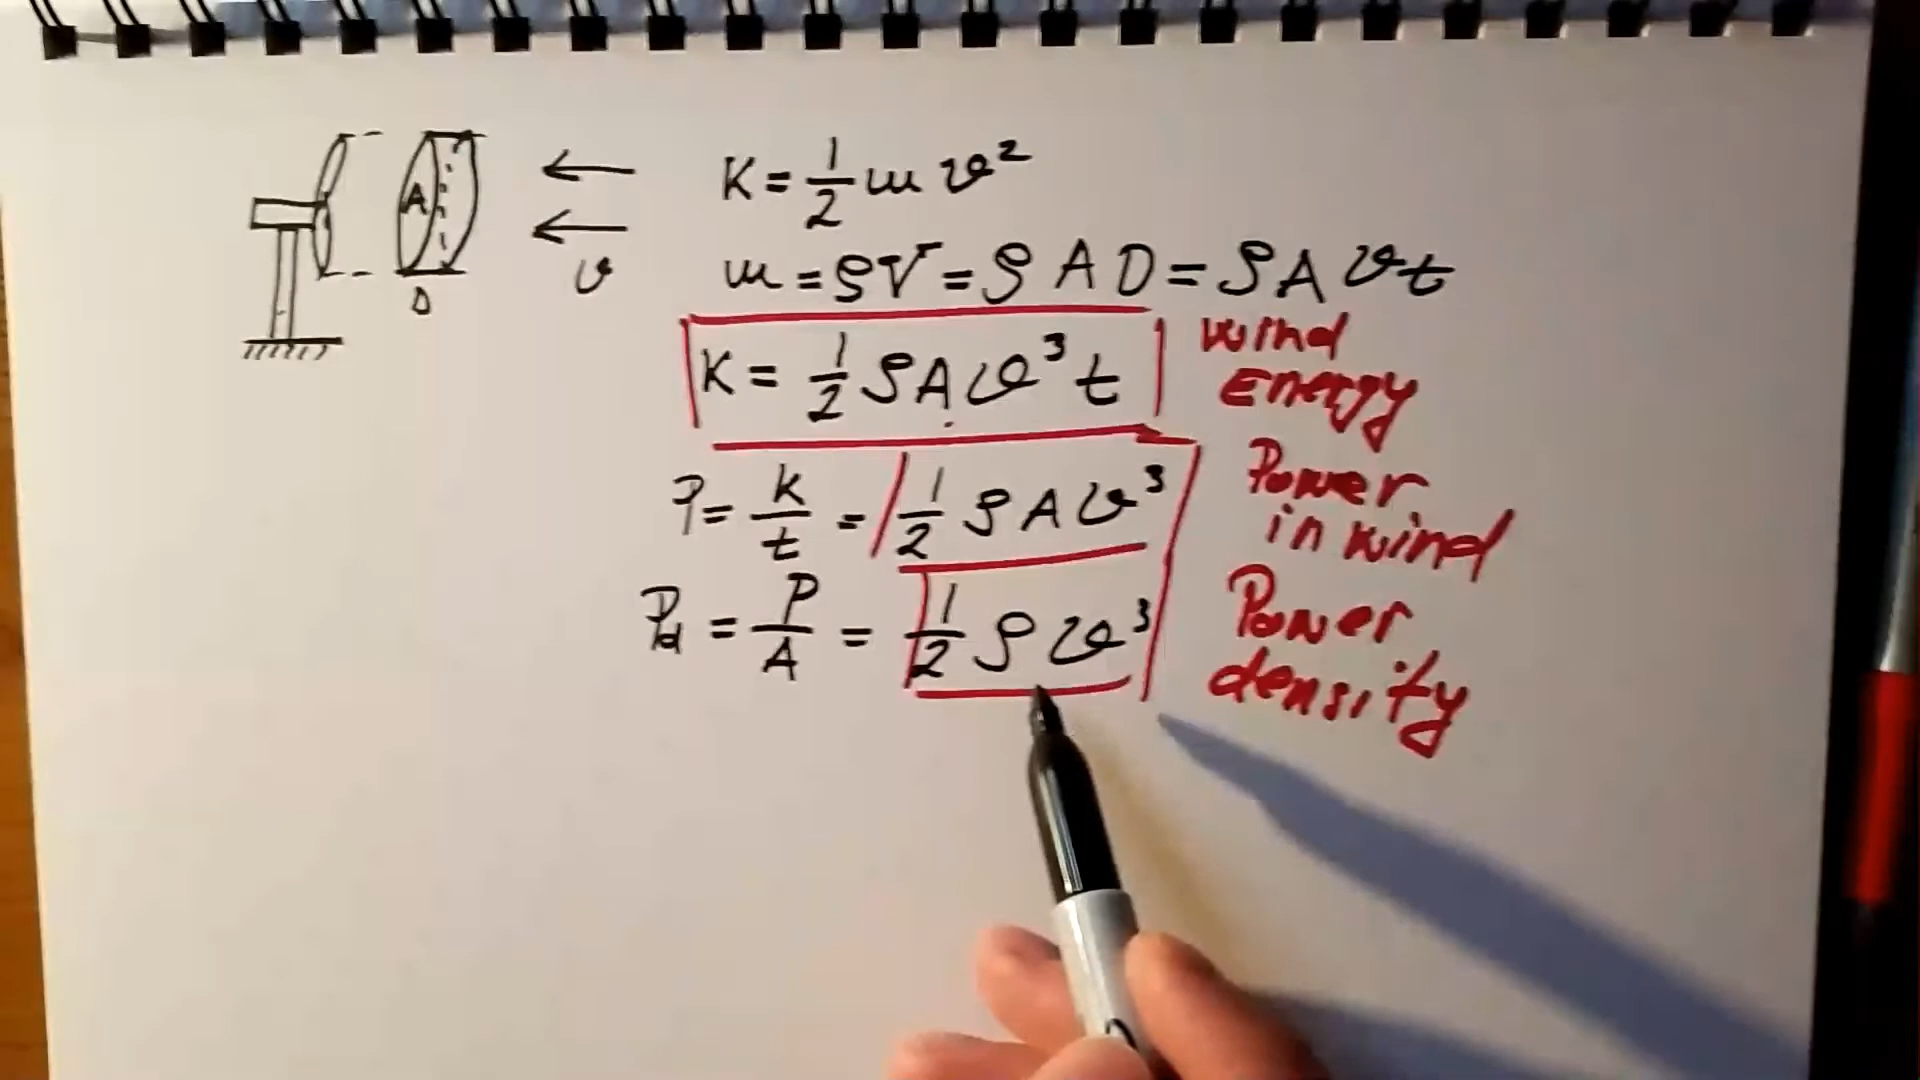 A
D
v
K = 1/2 m v²
m = ρV = ρ A D = ρ A v t
K = 1/2 ρ A v³ t
wind
Energy
P = k/t = 1/2 ρ A v³
Power
in wind
Pd = P/A = 1/2 ρ v³
Power
density